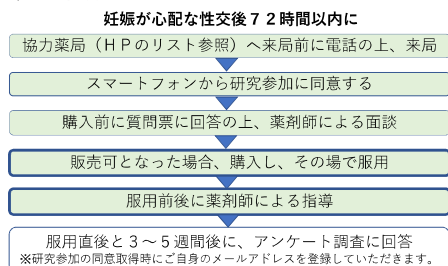 妊娠が心配な性交後７２時間以内に
協力薬局（HPのリスト参照）へ来局前に電話の上、来局
スマートフォンから研究参加に同意する
購入前に質問票に回答の上、薬剤師による面談
販売可となった場合、購入し、その場で服用
服用前後に薬剤師による指導
服用直後と３～５週間後に、アンケート調査に回答
※研究参加の同意取得時にご自身のメールアドレスを登録していただきます。